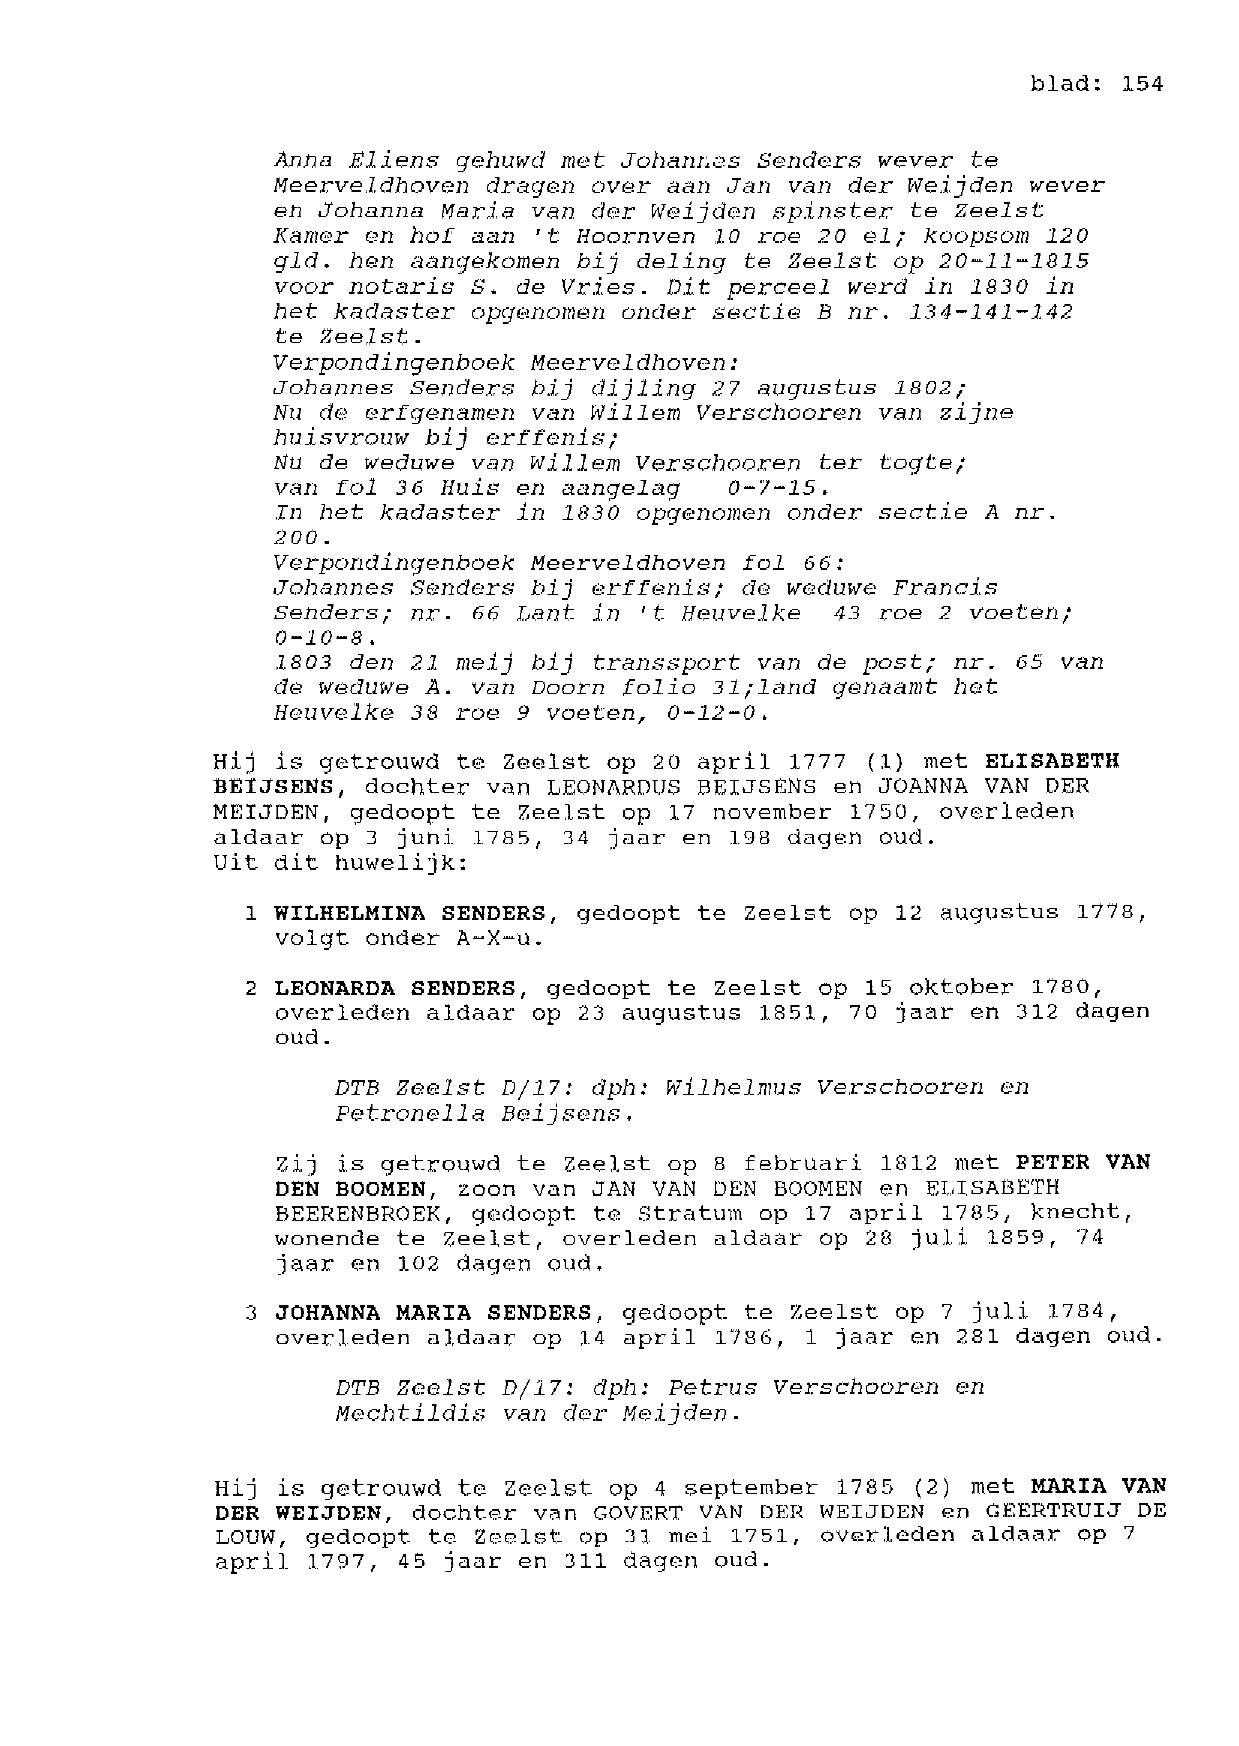 blad: 154
Anna Eliens gehuwd met Johannes Senders wever te
Meerveldhoven dragen over aan Jan van der Weijden wever
en Johanna Maria van der Weijden spinster te Zeelst
Kamer en hof aan 't Hoornven 10 roe 20 el; koopsom 120
gld. hen aangekomen bij deling te Zeelst op 20-11-1815
voor notaris S. de Vries. Dit perceel werd in 1830 in
het kadaster opgenomen onder sectie B nr. 134-141-142
te Zeelst.
Verpondingenboek Meerveldhoven:
Johannes Senders bij dijling 27 augustus 1802;
Nu de erfgenamen van Willem Verschooren van zijne
huisvrouw bij erffenis;
Nu de weduwe van Willem Verschooren ter togte;
van fol 36 Huis en aangelag 0-7-15.
In het kadaster in 1830 opgenomen onder sectie A nr.
200.
Verpondingenboek Meerveldhoven fol 66:
Johannes Senders bij erffenis; de weduwe Francis
Senders; nr. 66 Lant in 't Heuvelke 43 roe 2 voeten;
0-10-8.
1803 den 21 meij bij transsport van de post; nr. 65 van
de weduwe A. van Doorn folio 31;land genaamt het
Heuvelke 38 roe 9 voeten, 0-12-0.
Hij is getrouwd te Zeelst op 20 april 1777 (1) met ELISABETH
BEIJSENS, dochter van LEONARDUS BEIJSENS en JOANNA VAN DER
MEIJDEN, gedoopt te Zeelst op 17 november 1750, overleden
aldaar op 3 juni 1785, 34 jaar en 198 dagen oud.
Uit dit huwelijk:
1 WILHELMINA SENDERS, gedoopt te Zeelst op 12 augustus 1778,
volgt onder A-X-u.
2 LEONARDA SENDERS, gedoopt te Zeelst op 15 oktober 1780,
overleden aldaar op 23 augustus 1851, 70 jaar en 312 dagen
oud.
DTB Zeelst D/17: dph: Wilhelmus Verschooren en
Petronella Beijsens.
Zij is getrouwd te Zeelst op 8 februari 1812 met PETER VAN
DEN BOOMEN, zoon van JAN VAN DEN BOOMEN en ELISABETH
BEERENBROEK, gedoopt te Stratum op 17 april 1785, knecht,
wonende te Zeelst, overleden aldaar op 28 juli 1859, 74
jaar en 102 dagen oud.
3 JOHANNA MARIA SENDERS, gedoopt te Zeelst op 7 juli 1784,
overleden aldaar op 14 april 1786, 1 jaar en 281 dagen oud.
DTB Zeelst D/17: dph: Petrus Verschooren en
Mechtildis van der Meijden.
Hij is getrouwd te Zeelst op 4 september 1785 (2) met MARIA VAN
DER WEIJDEN, dochter van GOVERT VAN DER WEIJDEN en GEERTRUIJ DE
LOUW, gedoopt te Zeelst op 31 mei 1751, overleden aldaar op 7
april 1797, 45 jaar en 311 dagen oud.